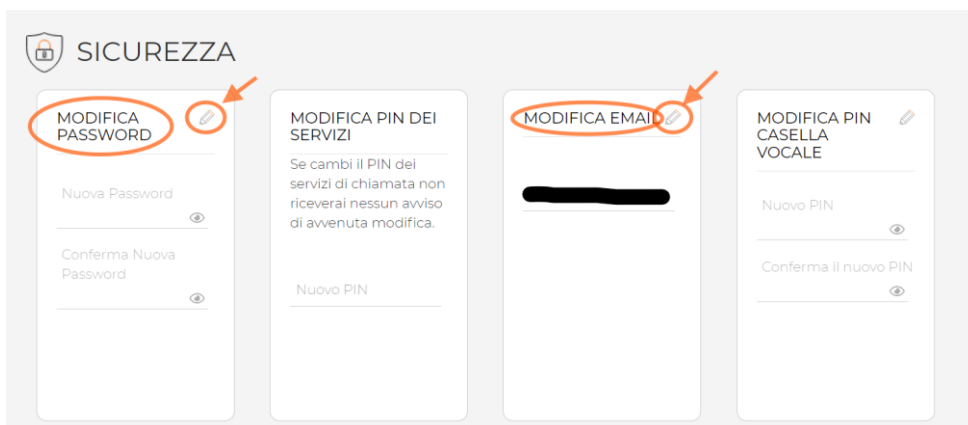 SICUREZZA
MODIFICA
PASSWORD
Nuova Password
Conferma Nuova
Password
MODIFICA PIN DEI
SERVIZI
Se cambi il PIN dei
servizi di chiamata non
riceverai nessun avviso
di avvenuta modifica.
Nuovo PIN
MODIFICA EMAIL
MODIFICA PIN
CASELLA
VOCALE
Nuovo PIN
Conferma il nuovo PIN